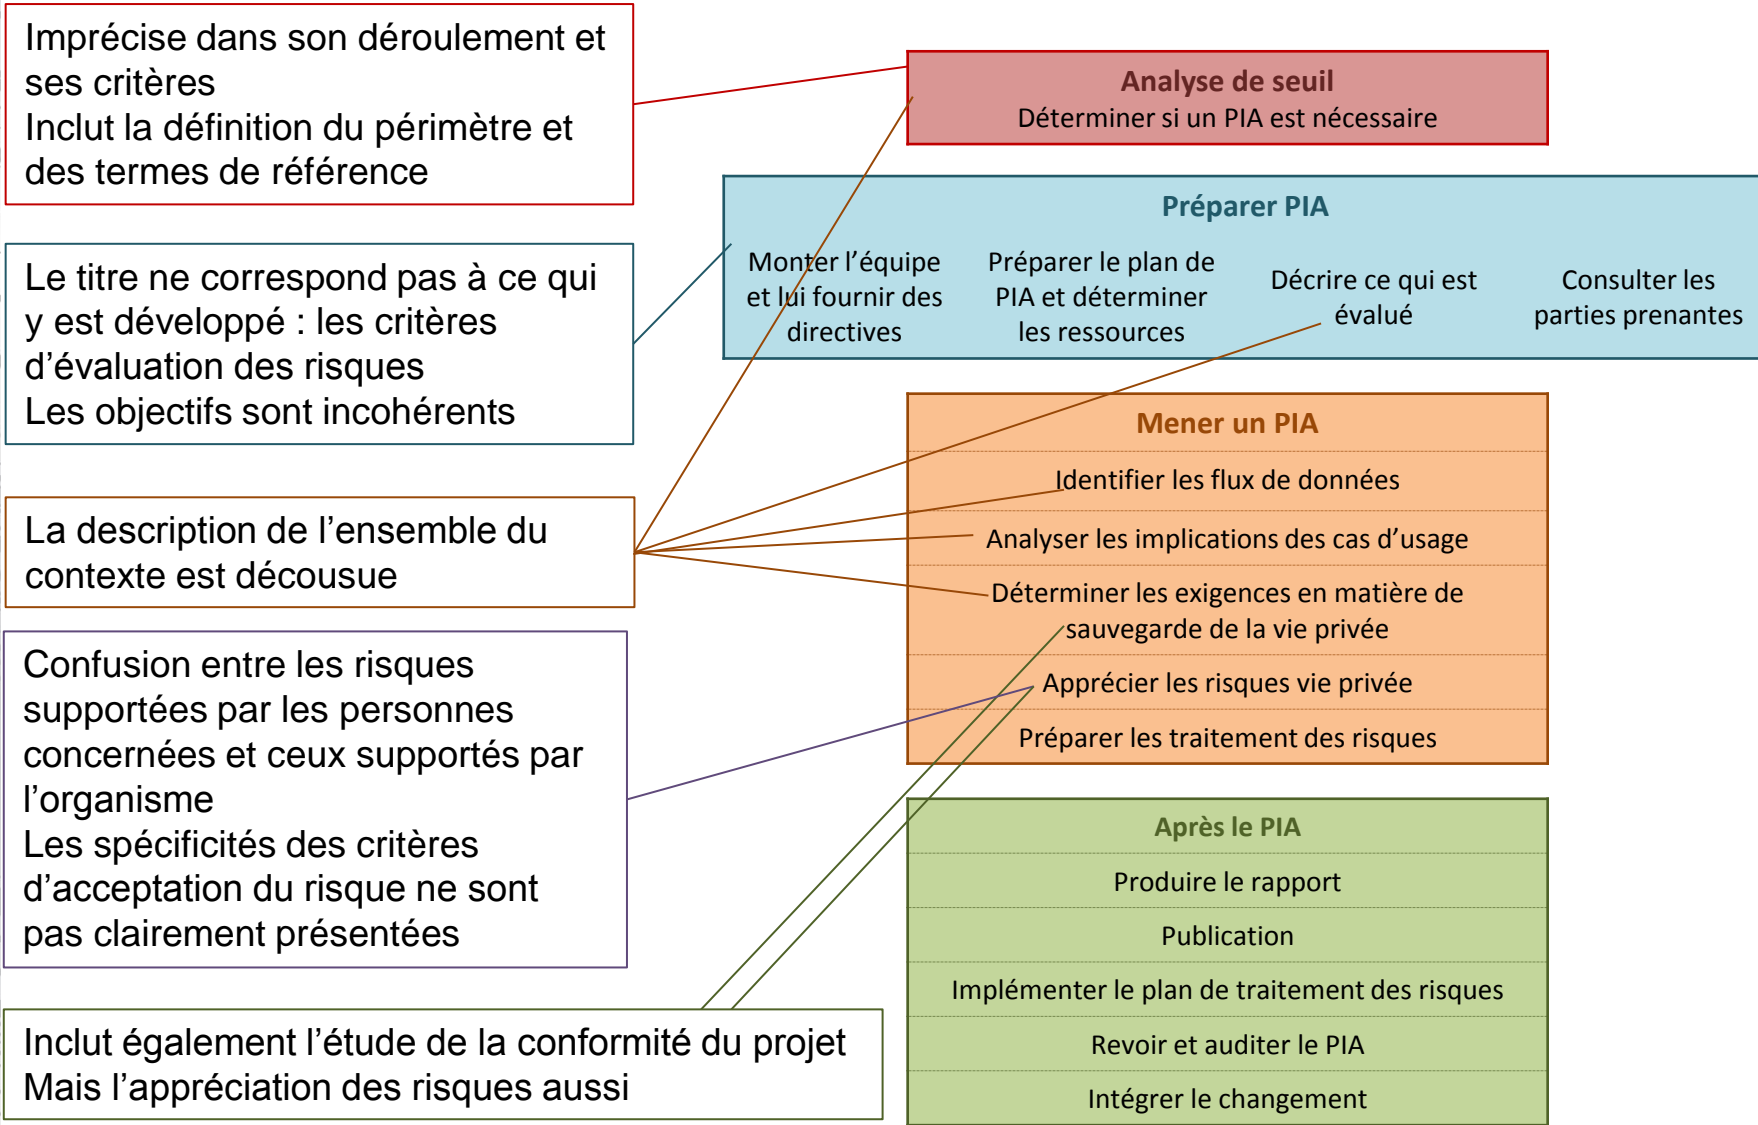 Imprécise dans son déroulement et
ses critères
Inclut la définition du périmètre et
des termes de référence
Le titre ne correspond pas à ce qui
y est développé : les critères
d’évaluation des risques
Les objectifs sont incohérents
La description de l’ensemble du
contexte est décousue
Confusion entre les risques
supportées par les personnes
concernées et ceux supportés par
l’organisme
Les spécificités des critères
d’acceptation du risque ne sont
pas clairement présentées
Inclut également l’étude de la conformité du projet
Mais l’appréciation des risques aussi
Analyse de seuil
Déterminer si un PIA est nécessaire
Préparer PIA
Monter l’équipe
et lui fournir des
directives
Préparer le plan de
PIA et déterminer
les ressources
Décrire ce qui est
évalué
Consulter les
parties prenantes
Mener un PIA
Identifier les flux de données
Analyser les implications des cas d’usage
Déterminer les exigences en matière de
sauvegarde de la vie privée
Apprécier les risques vie privée
Préparer les traitement des risques
Après le PIA
Produire le rapport
Publication
Implémenter le plan de traitement des risques
Revoir et auditer le PIA
Intégrer le changement